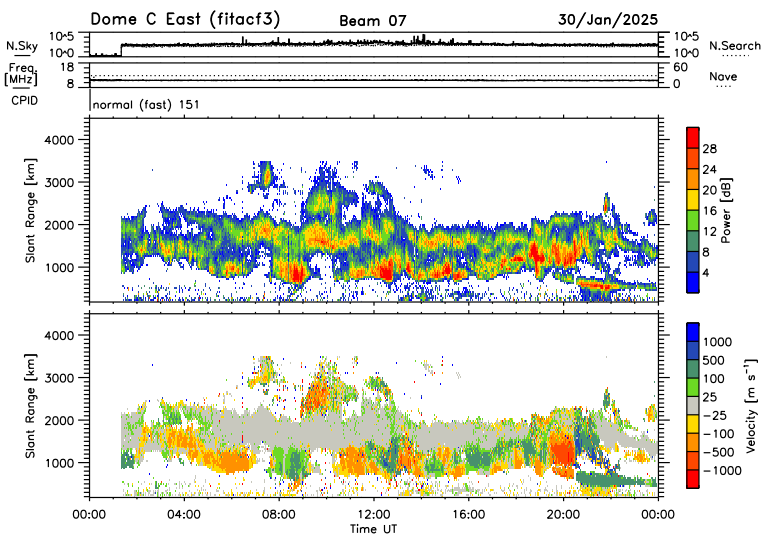 Dome C East (fitacf3) Beam 07 30/Jan/2025
N.Sky 10^5 10^0 10^5 10^0 N.Search
Freq. [MHz] 18 8 60 0 Nave
CPID normal (fast) 151
Slant Range [km] 4000 3000 2000 1000
Power [dB] 28 24 20 16 12 8 4
Slant Range [km] 4000 3000 2000 1000
Velocity [m s⁻¹] 1000 500 100 25 −25 −100 −500 −1000
00:00 04:00 08:00 12:00 16:00 20:00 00:00
Time UT